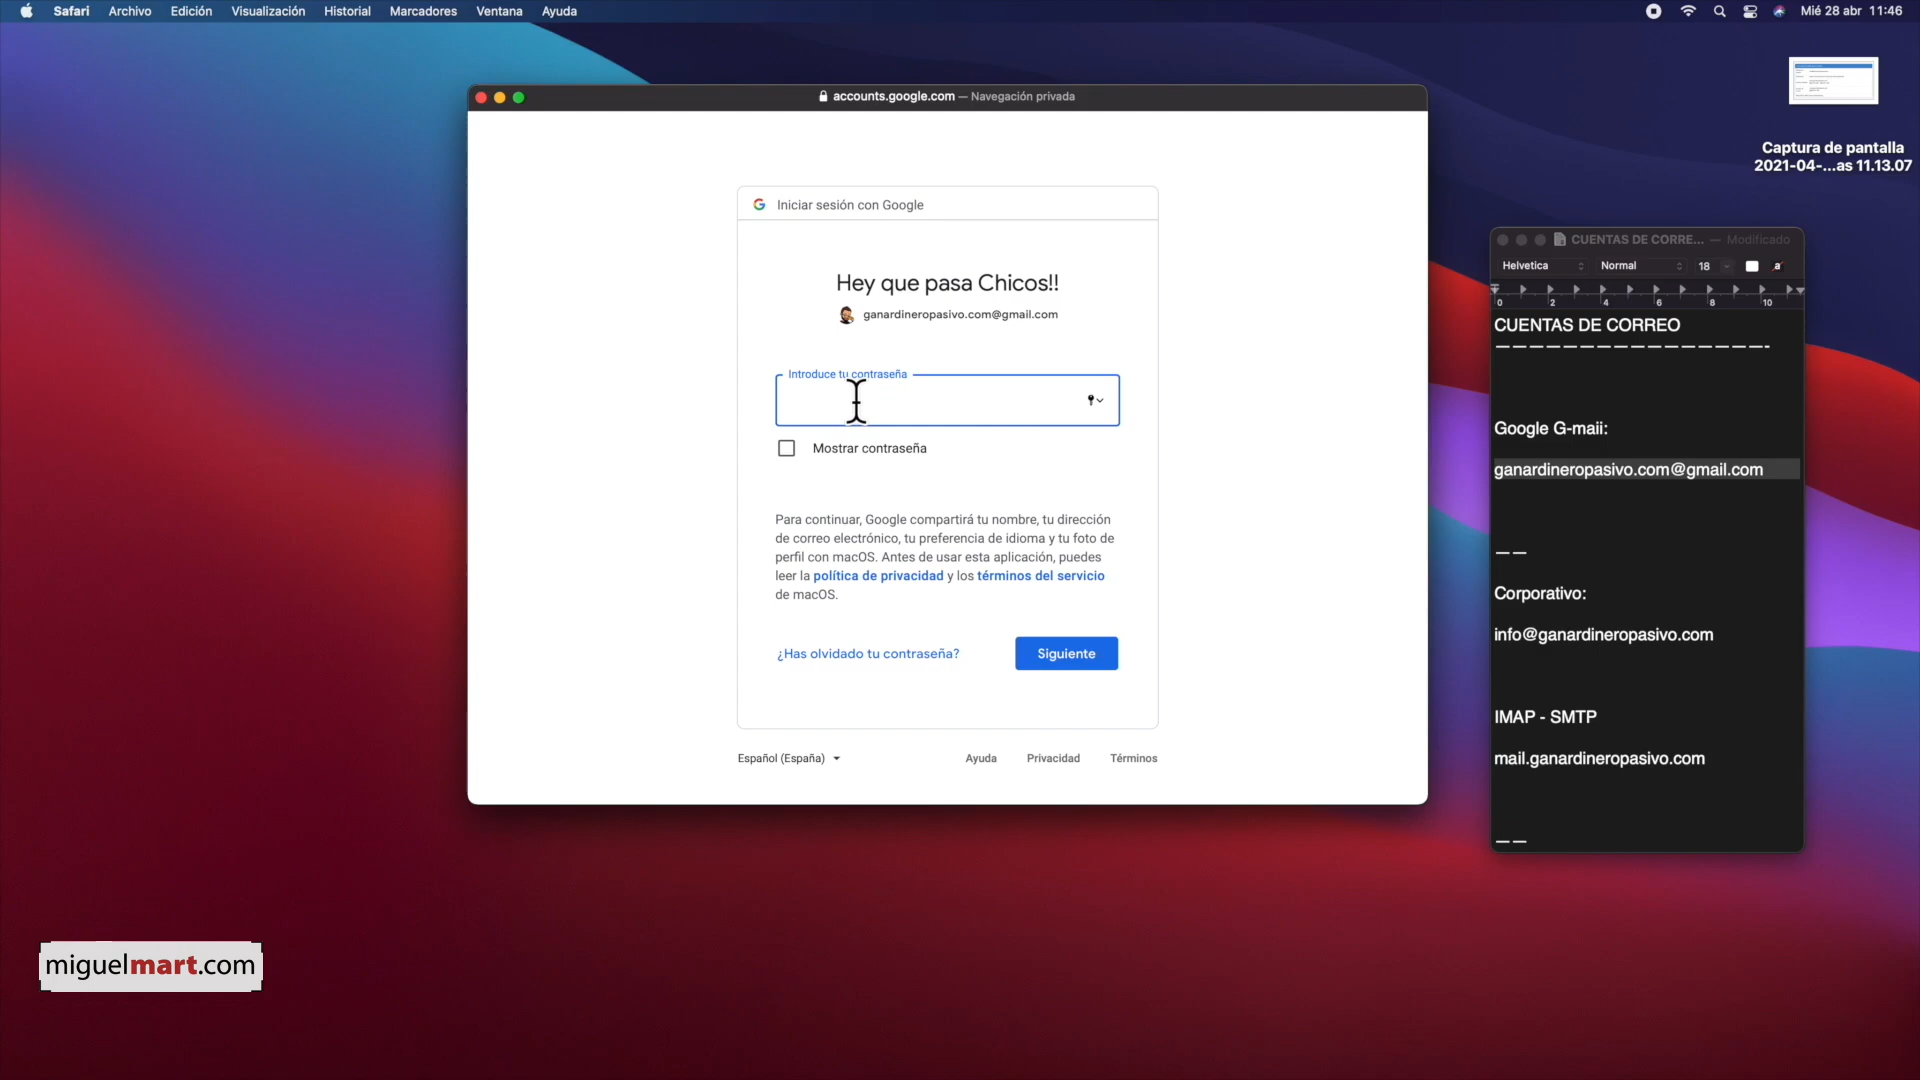 Safari Archivo Edición Visualización Historial Marcadores Ventana Ayuda
Mié 28 abr 11:46
Captura de pantalla
2021-04-...as 11.13.07
accounts.google.com — Navegación privada
Iniciar sesión con Google
Hey que pasa Chicos!!
ganardineropasivo.com@gmail.com
Introduce tu contraseña
Mostrar contraseña
Para continuar, Google compartirá tu nombre, tu dirección
de correo electrónico, tu preferencia de idioma y tu foto de
perfil con macOS. Antes de usar esta aplicación, puedes
leer la política de privacidad y los términos del servicio
de macOS.
¿Has olvidado tu contraseña?
Siguiente
Español (España)
Ayuda Privacidad Términos
CUENTAS DE CORRE... — Modificado
Helvetica Normal 18 a
0 2 4 6 8 10
CUENTAS DE CORREO
————————————————-
Google G-maii:
ganardineropasivo.com@gmail.com
——
Corporativo:
info@ganardineropasivo.com
IMAP - SMTP
mail.ganardineropasivo.com
——
miguelmart.com